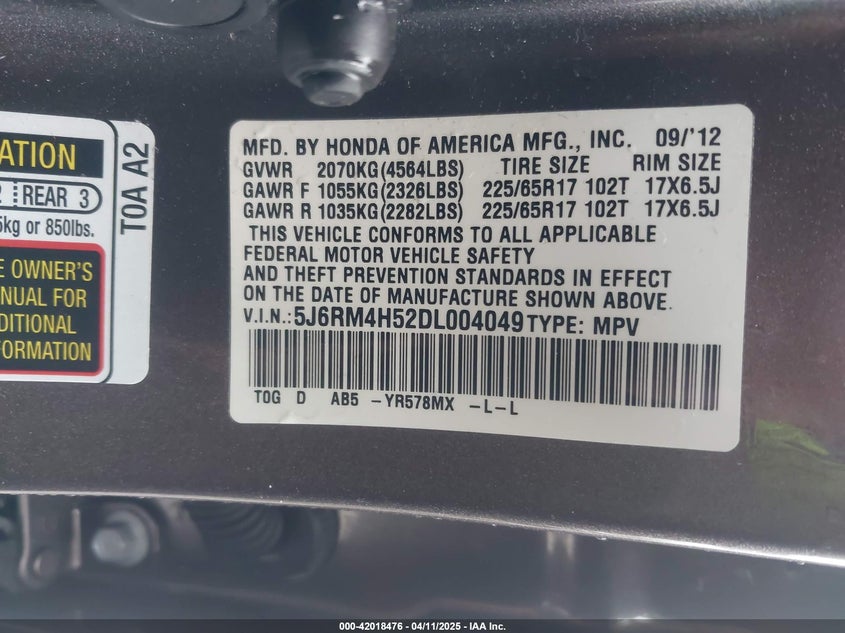 ATION
2 REAR 3
5kg or 850lbs.
E OWNER'S
NUAL FOR
DITIONAL
FORMATION
TOA A2
MFD. BY HONDA OF AMERICA MFG., INC. 09/'12
GVWR 2070KG(4564LBS) TIRE SIZE RIM SIZE
GAWR F 1055KG(2326LBS) 225/65R17 102T 17X6.5J
GAWR R 1035KG(2282LBS) 225/65R17 102T 17X6.5J
THIS VEHICLE CONFORMS TO ALL APPLICABLE
FEDERAL MOTOR VEHICLE SAFETY
AND THEFT PREVENTION STANDARDS IN EFFECT
ON THE DATE OF MANUFACTURE SHOWN ABOVE.
V.I.N.:5J6RM4H52DL004049 TYPE: MPV
TOG D AB5 -YR578MX -L-L
000-42018476 - 04/11/2025 - IAA Inc.